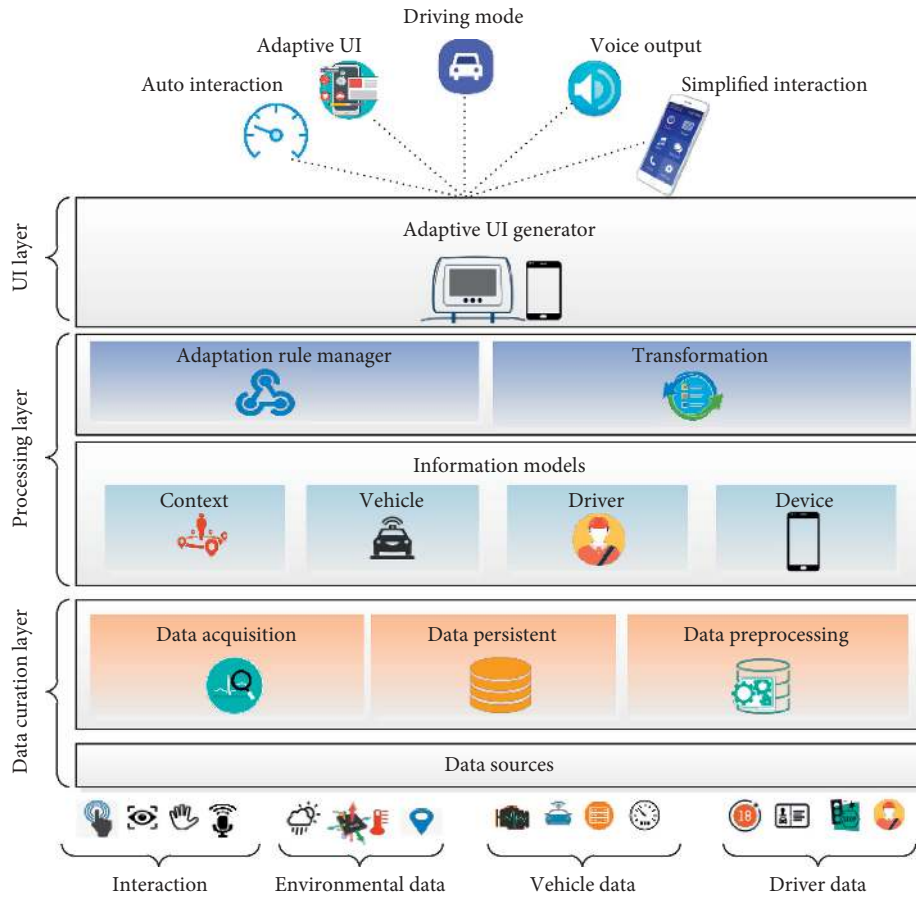 Driving mode
Adaptive UI
Voice output
Auto interaction
Simplified interaction
UI layer
Adaptive UI generator
Processing layer
Adaptation rule manager
Transformation
Information models
Context
Vehicle
Driver
Device
Data curation layer
Data acquisition
Data persistent
Data preprocessing
Data sources
18
Interaction
Environmental data
Vehicle data
Driver data